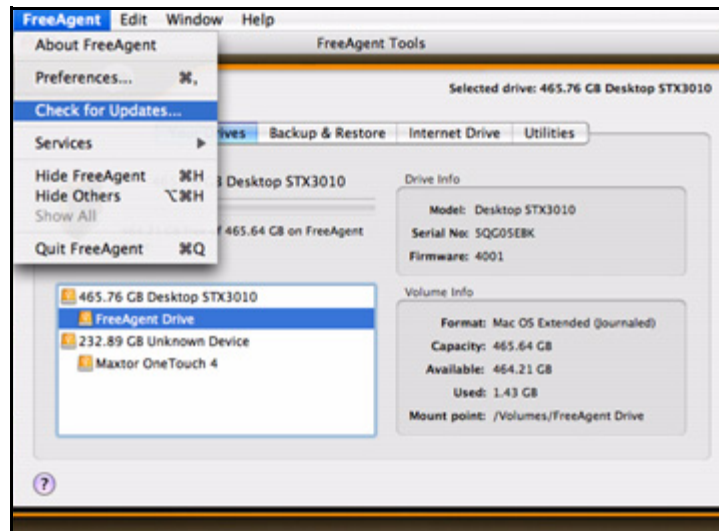 FreeAgent Edit Window Help
FreeAgent Tools
About FreeAgent
Preferences... ⌘,
Check for Updates...
Services ▶
Hide FreeAgent ⌘H
Hide Others ⌥⌘H
Show All
Quit FreeAgent ⌘Q
Selected drive: 465.76 GB Desktop STX3010
Drives Backup & Restore Internet Drive Utilities
Desktop STX3010
of 465.64 GB on FreeAgent
465.76 GB Desktop STX3010
FreeAgent Drive
232.89 GB Unknown Device
Maxtor OneTouch 4
Drive Info
Model: Desktop STX3010
Serial No: 5QG05EBK
Firmware: 4001
Volume Info
Format: Mac OS Extended (Journaled)
Capacity: 465.64 GB
Available: 464.21 GB
Used: 1.43 GB
Mount point: /Volumes/FreeAgent Drive
?